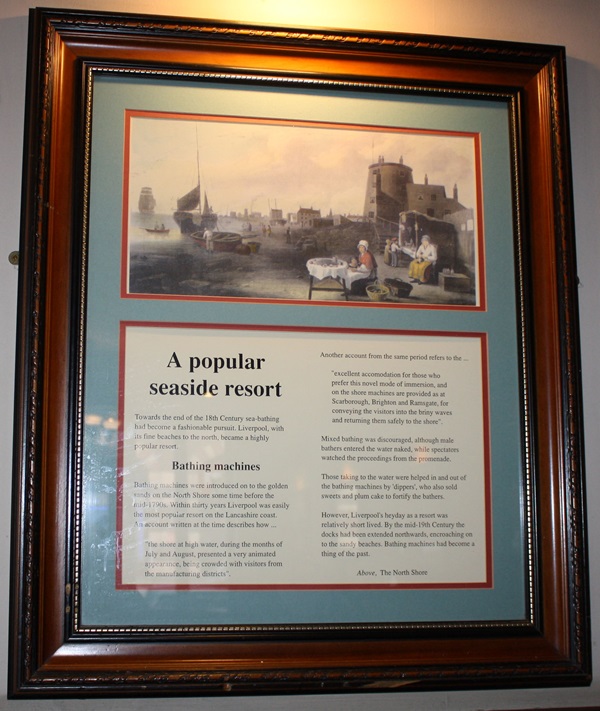 A popular
seaside resort
Towards the end of the 18th Century sea-bathing
had become a fashionable pursuit. Liverpool, with
its fine beaches to the north, became a highly
popular resort.
Bathing machines
Bathing machines were introduced on to the golden
sands on the North Shore some time before the
mid-1790s. Within thirty years Liverpool was easily
the most popular resort on the Lancashire coast.
An account written at the time describes how ...
"the shore at high water, during the months of
July and August, presented a very animated
appearance, being crowded with visitors from
the manufacturing districts".
Another account from the same period refers to the ...
"excellent accomodation for those who
prefer this novel mode of immersion, and
on the shore machines are provided as at
Scarborough, Brighton and Ramsgate, for
conveying the visitors into the briny waves
and returning them safely to the shore".
Mixed bathing was discouraged, although male
bathers entered the water naked, while spectators
watched the proceedings from the promenade.
Those taking to the water were helped in and out of
the bathing machines by 'dippers', who also sold
sweets and plum cake to fortify the bathers.
However, Liverpool's heyday as a resort was
relatively short lived. By the mid-19th Century the
docks had been extended northwards, encroaching on
to the sandy beaches. Bathing machines had become a
thing of the past.
Above, The North Shore